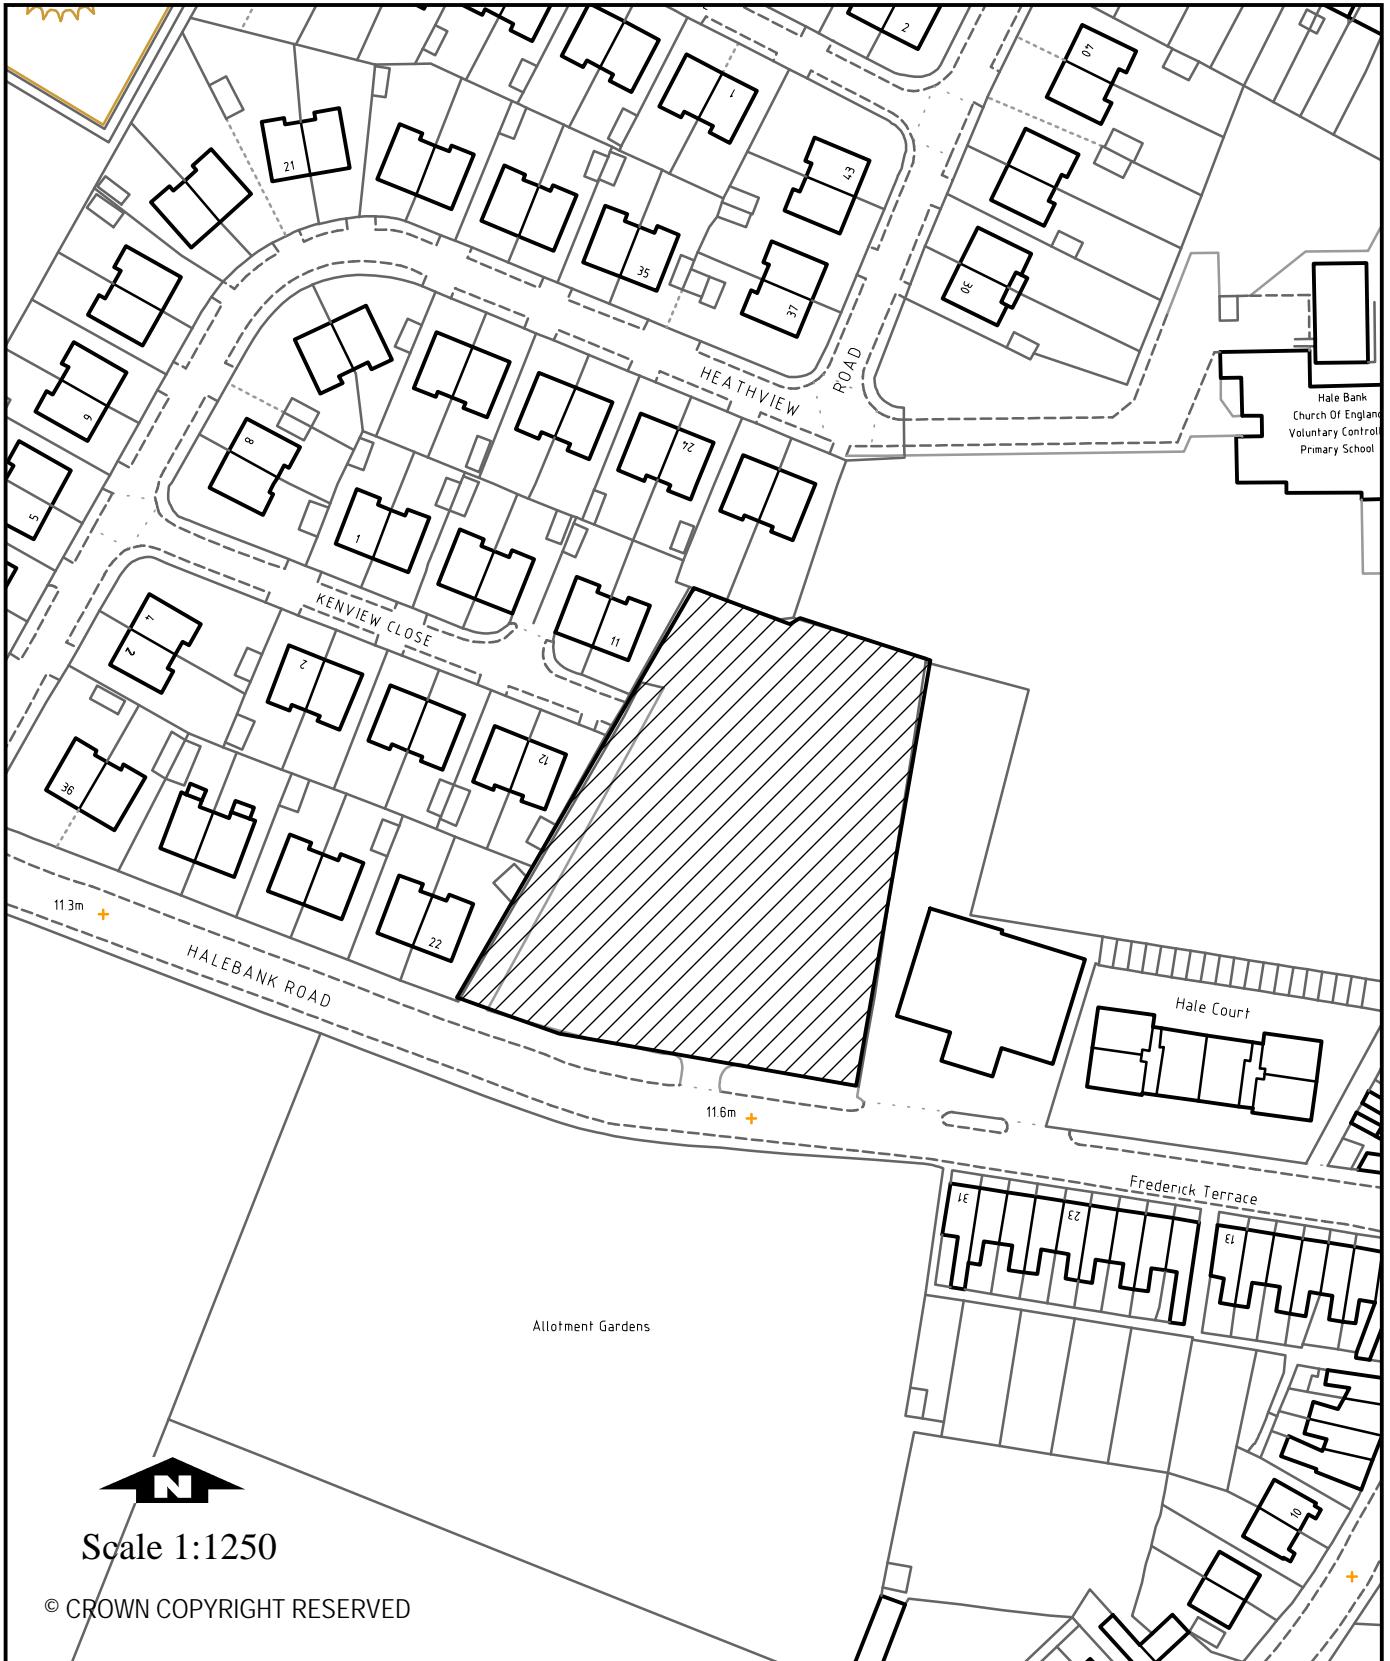 2
40
1
21
43
35
37
30
ROAD
HEATHVIEW
Hale Bank
Church Of England
Voluntary Controll
Primary School
9
8
24
5
1
KENVIEW CLOSE
11
4
2
2
12
36
22
11.3m
HALEBANK ROAD
Hale Court
11.6m
Frederick Terrace
31
23
13
Allotment Gardens
N
Scale 1:1250
10
© CROWN COPYRIGHT RESERVED